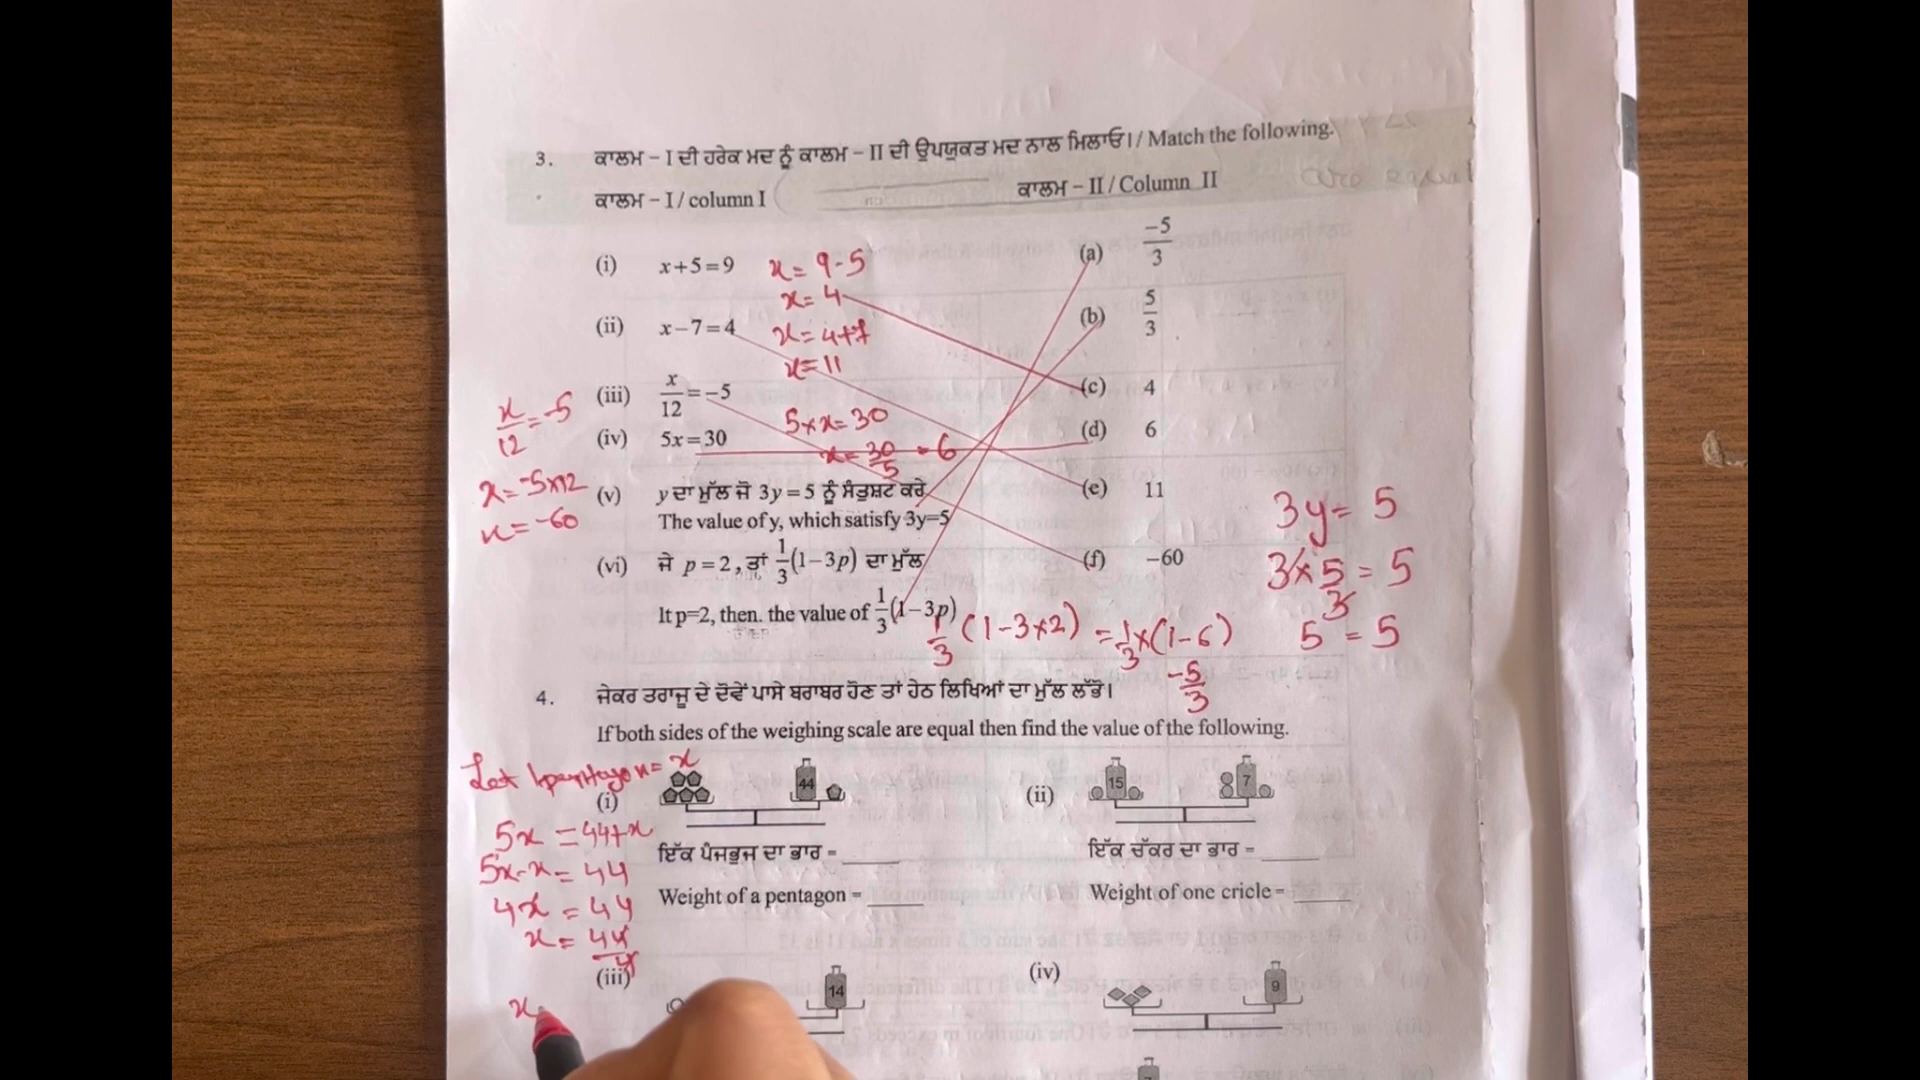 3. ਕਾਲਮ – I ਦੀ ਹਰੇਕ ਮਦ ਨੂੰ ਕਾਲਮ – II ਦੀ ਉਪਯੁਕਤ ਮਦ ਨਾਲ ਮਿਲਾਓ। / Match the following.
ਕਾਲਮ – I / column I ਕਾਲਮ – II / Column II
(i) x+5=9 x = 9-5 (a) -5/3
x = 4
(ii) x-7=4 x = 4+7 (b) 5/3
x = 11
(iii) x/12 = -5 (c) 4
x/12 = -5
5×x = 30
(iv) 5x=30 (d) 6
x = 30/5 = 6
x = -5×12
x = -60
(v) y ਦਾ ਮੁੱਲ ਜੋ 3y=5 ਨੂੰ ਸੰਤੁਸ਼ਟ ਕਰੇ (e) 11
The value of y, which satisfy 3y=5
3y = 5
3×5/3 = 5
5 = 5
(vi) ਜੇ p=2, ਤਾਂ 1/3(1-3p) ਦਾ ਮੁੱਲ (f) -60
It p=2, then. the value of 1/3(1-3p)
1/3 (1-3×2) = 1/3×(1-6)
-5/3
4. ਜੇਕਰ ਤਰਾਜੂ ਦੇ ਦੋਵੇਂ ਪਾਸੇ ਬਰਾਬਰ ਹੋਣ ਤਾਂ ਹੇਠ ਲਿਖਿਆਂ ਦਾ ਮੁੱਲ ਲੱਭੋ।
If both sides of the weighing scale are equal then find the value of the following.
Let 1 pentagon = x
(i) 44 (ii) 15 7
5x = 44+x
ਇੱਕ ਪੰਜਭੁਜ ਦਾ ਭਾਰ = ____ ਇੱਕ ਚੱਕਰ ਦਾ ਭਾਰ = ____
5x-x = 44
Weight of a pentagon = ____ Weight of one cricle = ____
4x = 44
x = 44/4
(iii) 14 (iv) 9
x